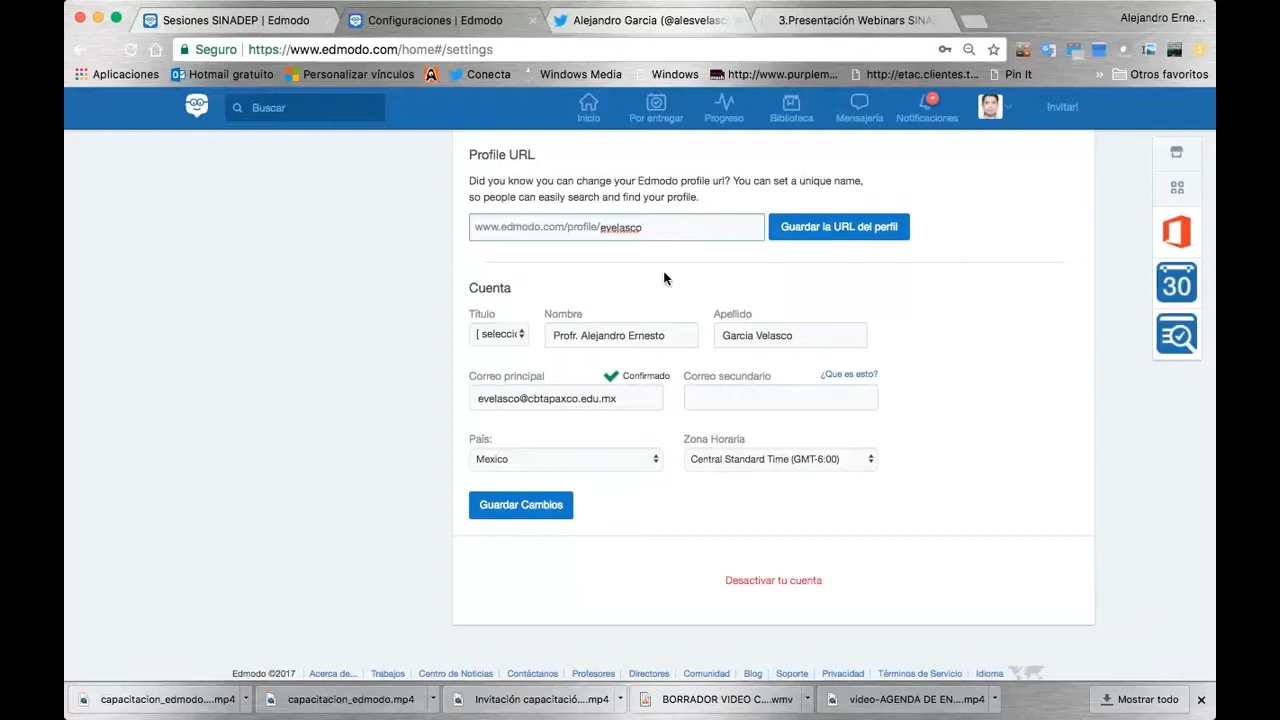 Sesiones SINADEP | Edmodo
Configuraciones | Edmodo
Alejandro Garcia (@alesvelasc
3.Presentación Webinars SINA
Alejandro Erne...
Seguro
https://www.edmodo.com/home#/settings
Aplicaciones
Hotmail gratuito
Personalizar vínculos
Conecta
Windows Media
Windows
http://www.purplem...
http://etac.clientes.t...
Pin It
»
Otros favoritos
Buscar
Inicio
Por entregar
Progreso
Biblioteca
Mensajería
Notificaciones
Invitar!
Profile URL
Did you know you can change your Edmodo profile url? You can set a unique name,
so people can easily search and find your profile.
www.edmodo.com/profile/evelasco
Guardar la URL del perfil
30
Cuenta
Título
Nombre
Apellido
[ selecci
Profr. Alejandro Ernesto
Garcia Velasco
Correo principal
Confirmado
Correo secundario
¿Que es esto?
evelasco@cbtapaxco.edu.mx
País:
Zona Horaria
Mexico
Central Standard Time (GMT-6:00)
Guardar Cambios
Desactivar tu cuenta
Edmodo ©2017
Acerca de...
Trabajos
Centro de Noticias
Contáctanos
Profesores
Directores
Comunidad
Blog
Soporte
Privacidad
Términos de Servicio
Idioma
capacitacion_edmodo....mp4
capacitacion_edmodo.mp4
Invitación capacitació....mp4
BORRADOR VIDEO C....wmv
video-AGENDA DE EN....mp4
Mostrar todo